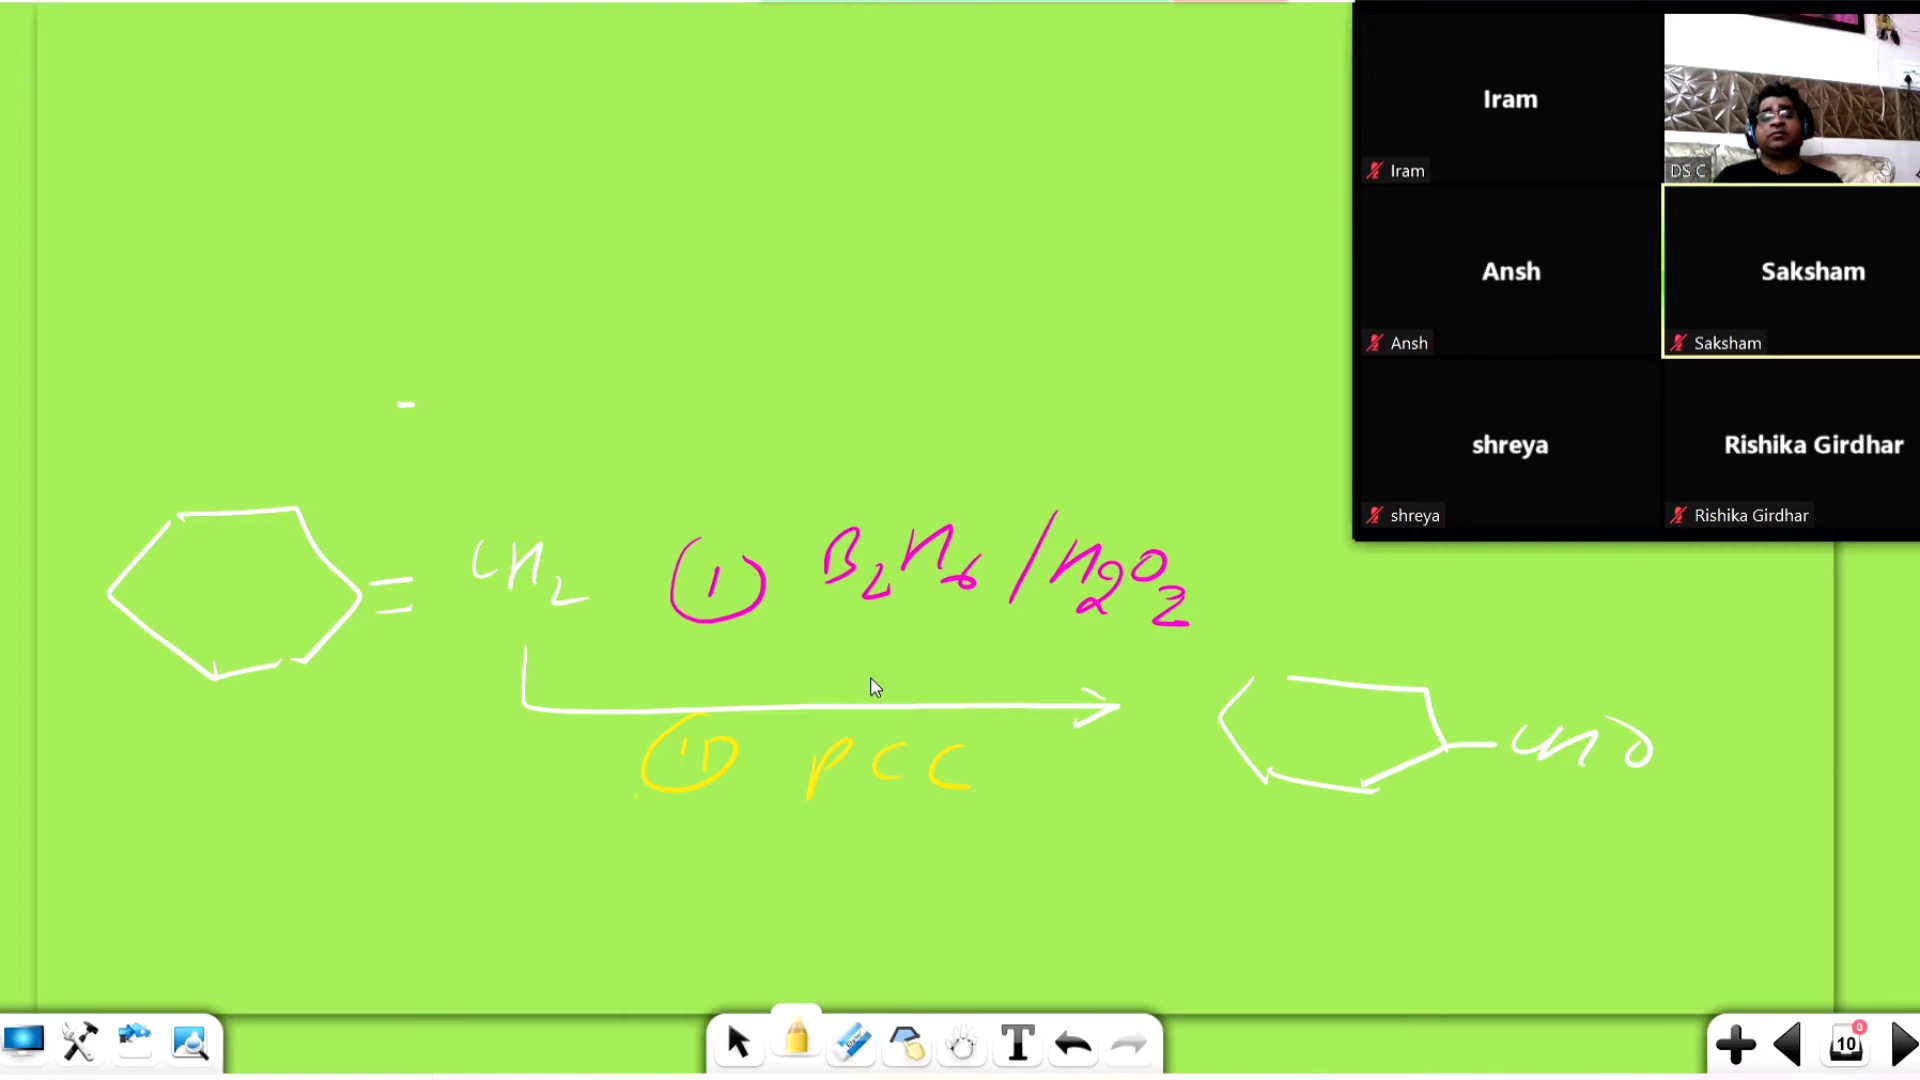 Iram
Iram
DS C
Ansh
Ansh
Saksham
Saksham
shreya
shreya
Rishika Girdhar
Rishika Girdhar
= CH2
① B2H6 / H2O2
⑪ PCC
CHO
T
0
10